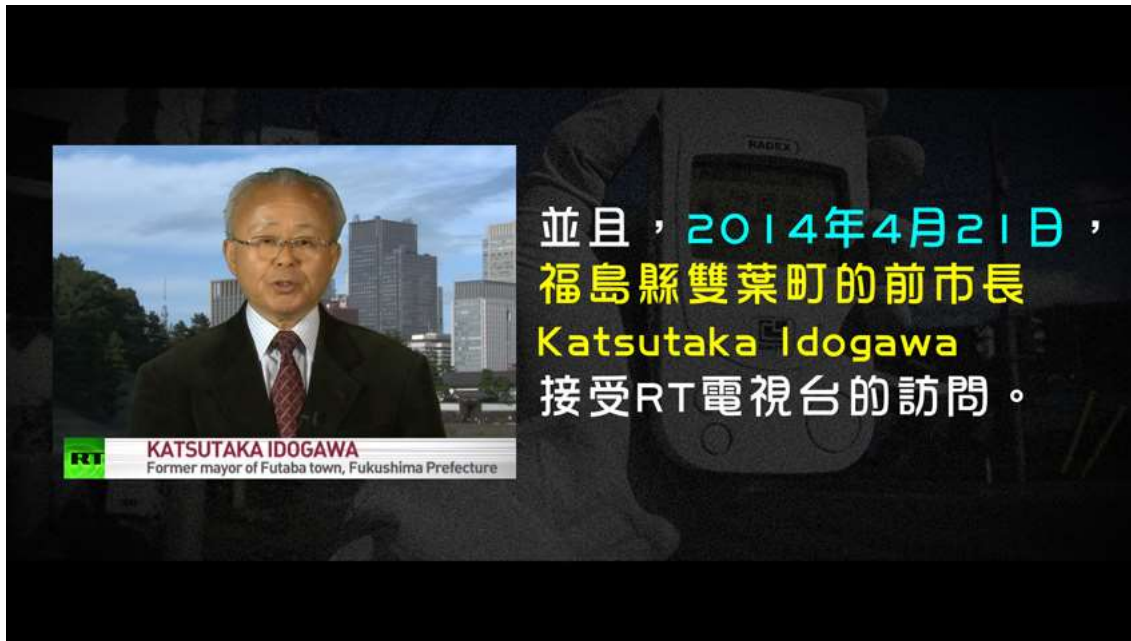 RADEX
並且，2014年4月21日，
福島縣雙葉町的前市長
Katsutaka Idogawa
接受RT電視台的訪問。
RT
KATSUTAKA IDOGAWA
Former mayor of Futaba town, Fukushima Prefecture